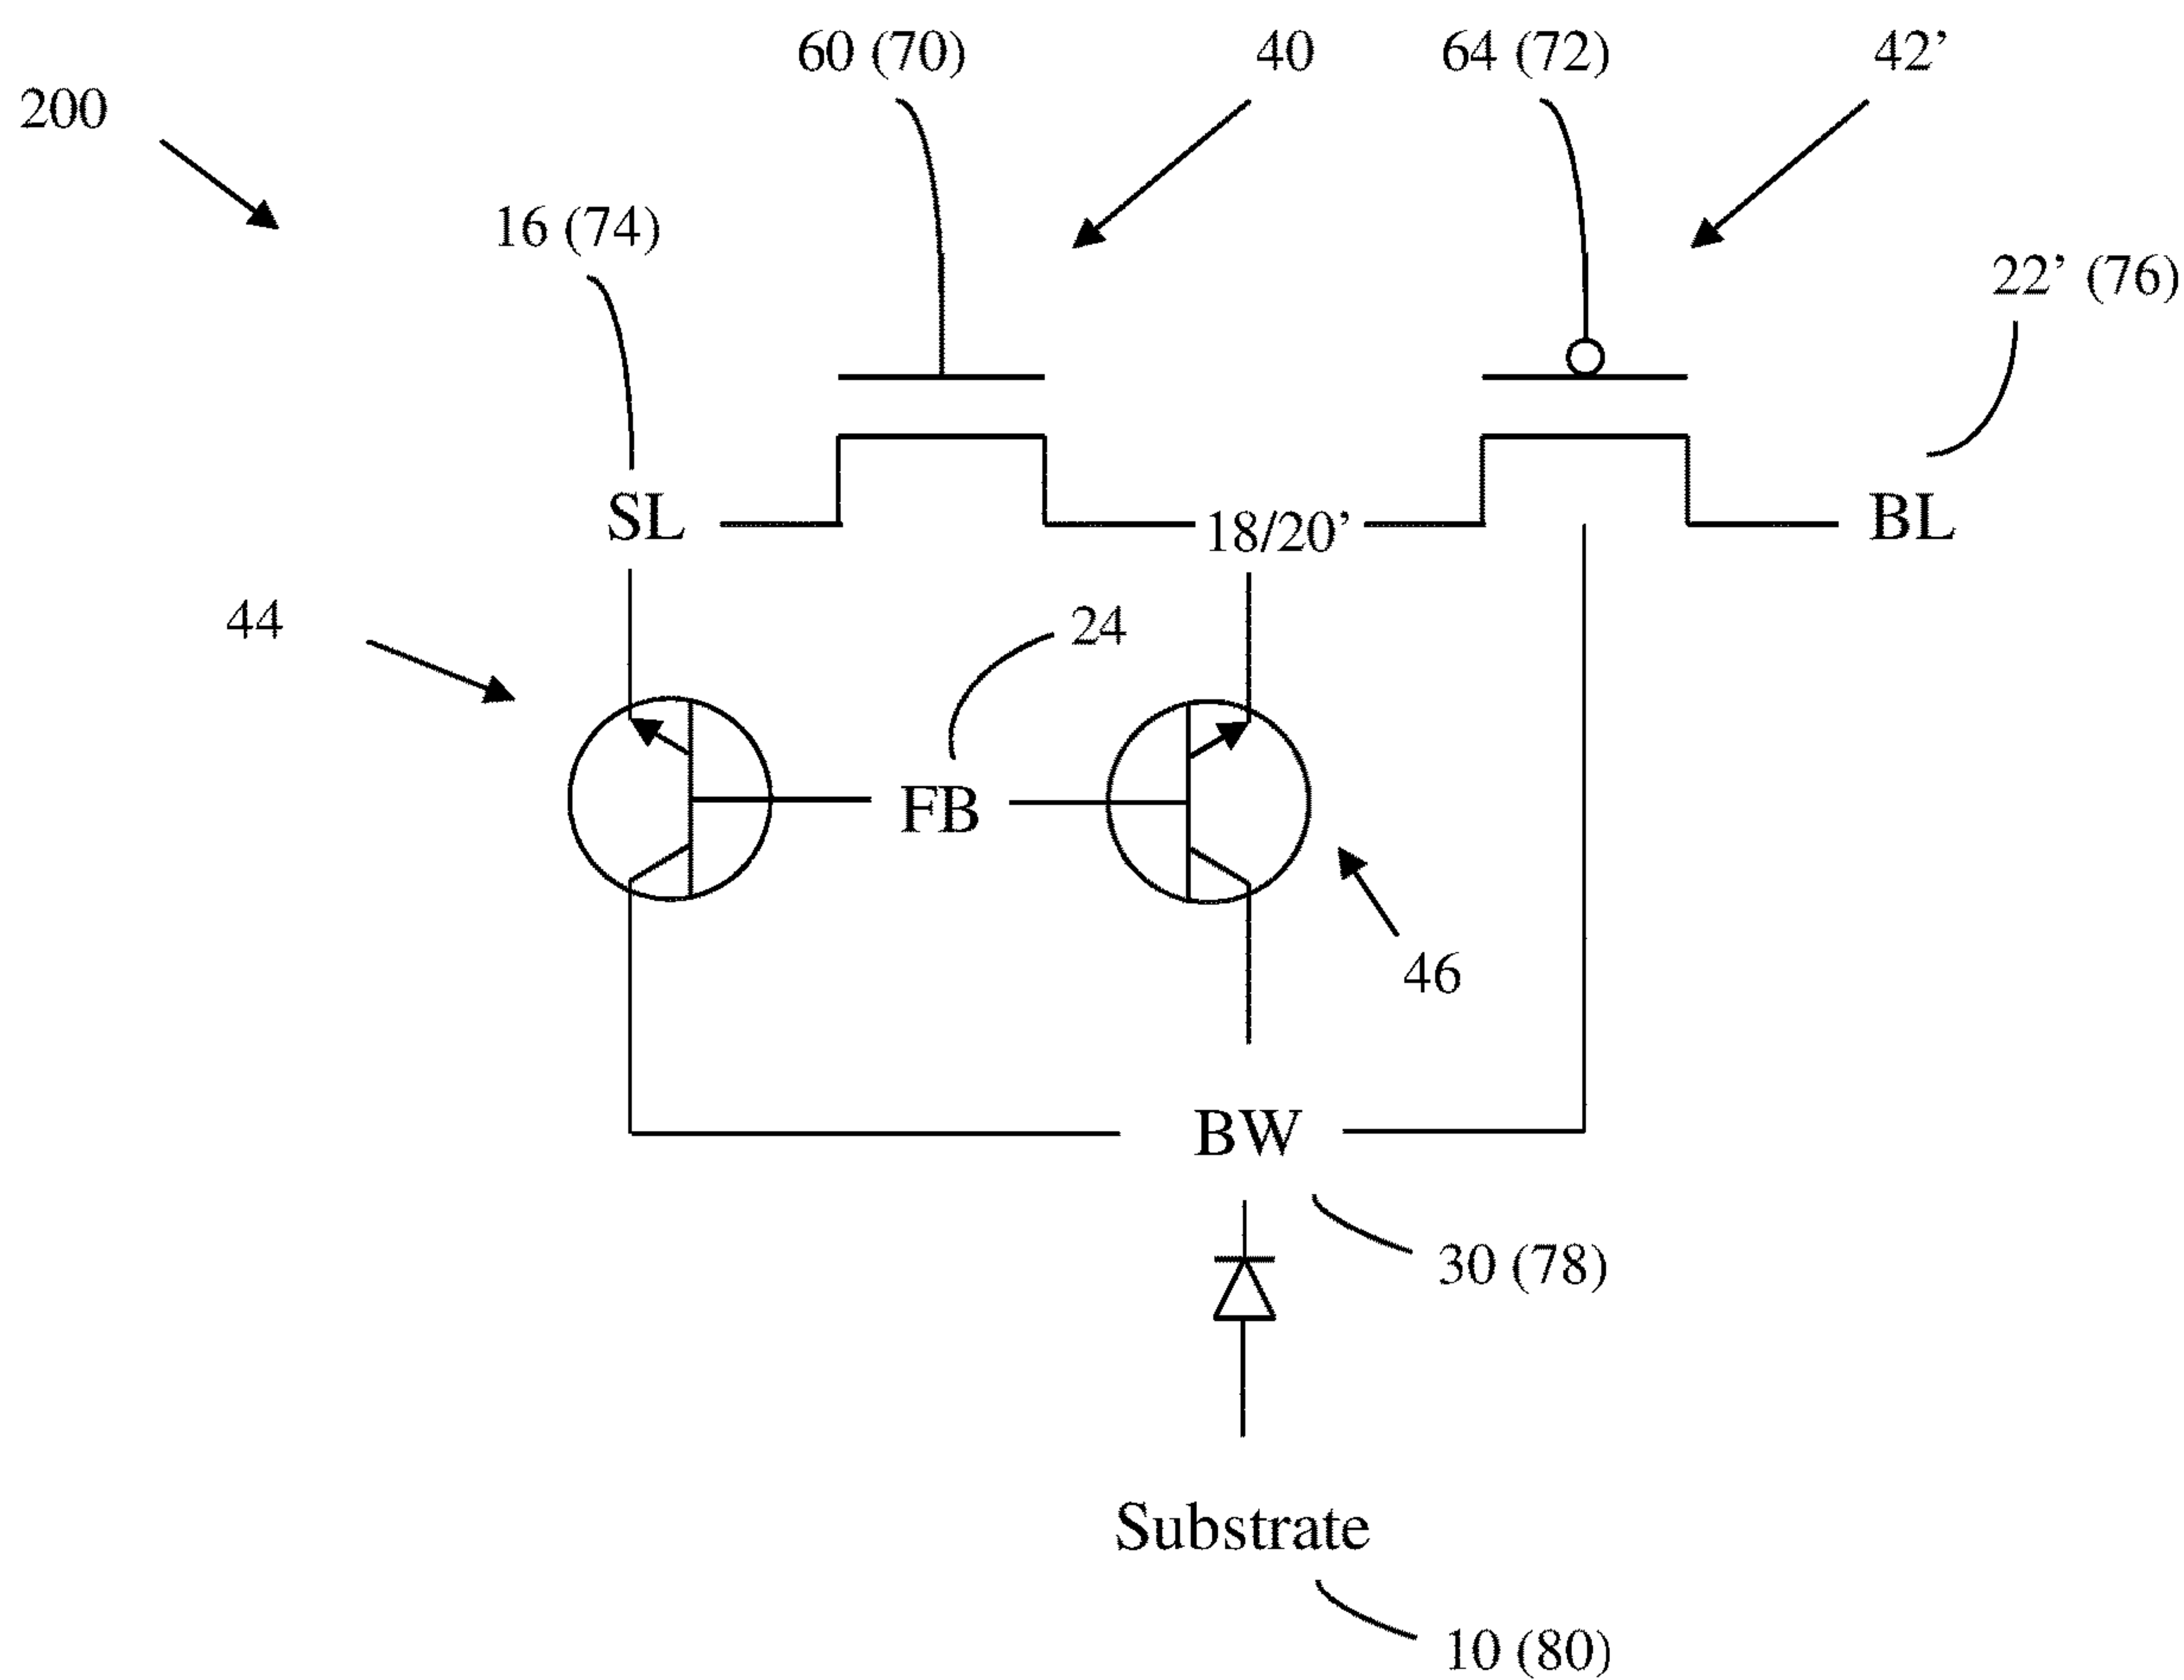 60 (70)
40
64 (72)
42’
200
16 (74)
22’ (76)
SL
18/20’
BL
44
24
FB
46
BW
30 (78)
Substrate
10 (80)